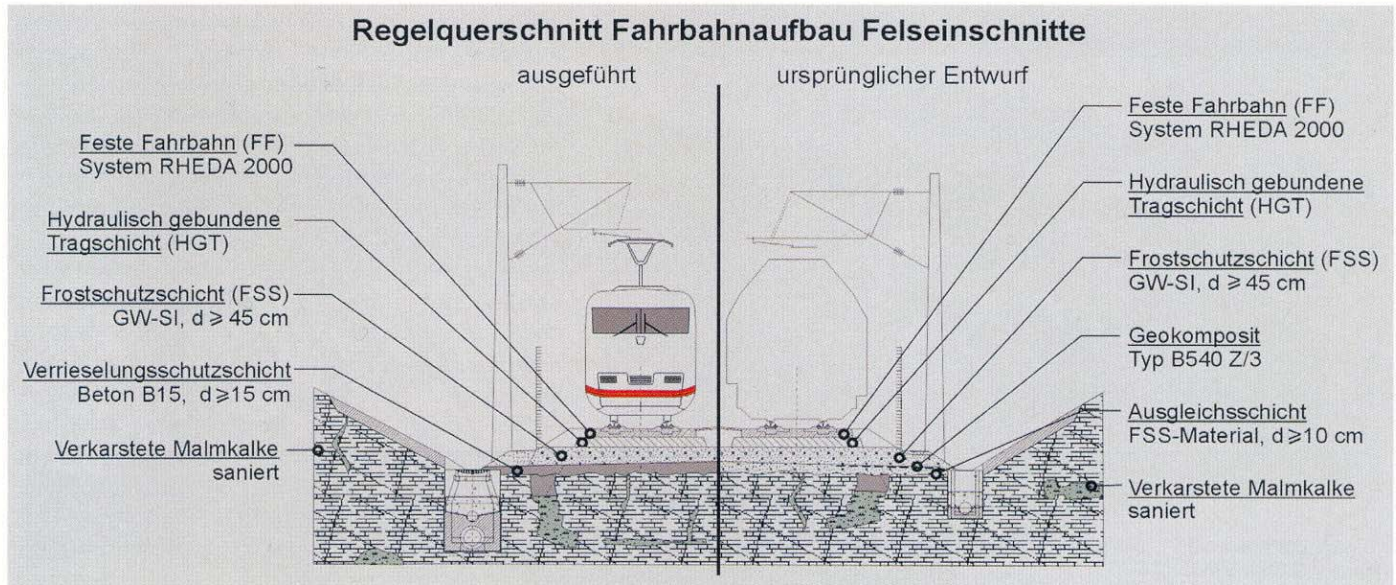 Regelquerschnitt Fahrbahnaufbau Felseinschnitte
ausgeführt
ursprünglicher Entwurf
Feste Fahrbahn (FF)
System RHEDA 2000
Hydraulisch gebundene
Tragschicht (HGT)
Frostschutzschicht (FSS)
GW-SI, d ≥ 45 cm
Verrieselungsschutzschicht
Beton B15, d ≥ 15 cm
Verkarstete Malmkalke
saniert
Feste Fahrbahn (FF)
System RHEDA 2000
Hydraulisch gebundene
Tragschicht (HGT)
Frostschutzschicht (FSS)
GW-SI, d ≥ 45 cm
Geokomposit
Typ B540 Z/3
Ausgleichsschicht
FSS-Material, d ≥ 10 cm
Verkarstete Malmkalke
saniert